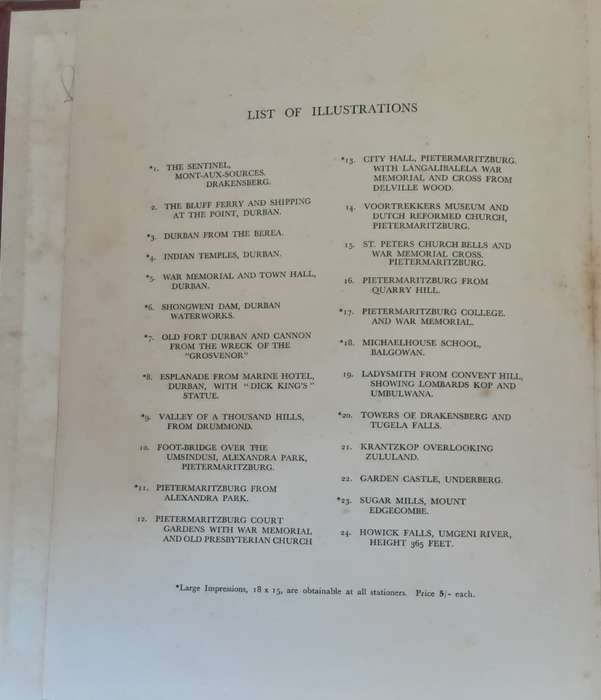 LIST OF ILLUSTRATIONS
*1. THE SENTINEL,
MONT-AUX-SOURCES.
DRAKENSBERG.
2. THE BLUFF FERRY AND SHIPPING
AT THE POINT, DURBAN.
*3. DURBAN FROM THE BEREA.
*4. INDIAN TEMPLES, DURBAN.
*5. WAR MEMORIAL AND TOWN HALL,
DURBAN.
*6. SHONGWENI DAM, DURBAN
WATERWORKS.
*7. OLD FORT DURBAN AND CANNON
FROM THE WRECK OF THE
"GROSVENOR"
*8. ESPLANADE FROM MARINE HOTEL,
DURBAN, WITH "DICK KING'S"
STATUE.
*9. VALLEY OF A THOUSAND HILLS,
FROM DRUMMOND.
10. FOOT-BRIDGE OVER THE
UMSINDUSI, ALEXANDRA PARK,
PIETERMARITZBURG.
*11. PIETERMARITZBURG FROM
ALEXANDRA PARK.
12. PIETERMARITZBURG COURT
GARDENS WITH WAR MEMORIAL
AND OLD PRESBYTERIAN CHURCH
*13. CITY HALL, PIETERMARITZBURG.
WITH LANGALIBALELA WAR
MEMORIAL AND CROSS FROM
DELVILLE WOOD.
14. VOORTREKKERS MUSEUM AND
DUTCH REFORMED CHURCH,
PIETERMARITZBURG.
15. ST. PETERS CHURCH BELLS AND
WAR MEMORIAL CROSS.
PIETERMARITZBURG.
16. PIETERMARITZBURG FROM
QUARRY HILL.
*17. PIETERMARITZBURG COLLEGE.
AND WAR MEMORIAL.
*18. MICHAELHOUSE SCHOOL,
BALGOWAN.
19. LADYSMITH FROM CONVENT HILL,
SHOWING LOMBARDS KOP AND
UMBULWANA.
*20. TOWERS OF DRAKENSBERG AND
TUGELA FALLS.
21. KRANTZKOP OVERLOOKING
ZULULAND.
22. GARDEN CASTLE, UNDERBERG.
*23. SUGAR MILLS, MOUNT
EDGECOMBE.
24. HOWICK FALLS, UMGENI RIVER,
HEIGHT 365 FEET.
*Large Impressions, 18 x 15, are obtainable at all stationers. Price 5/- each.